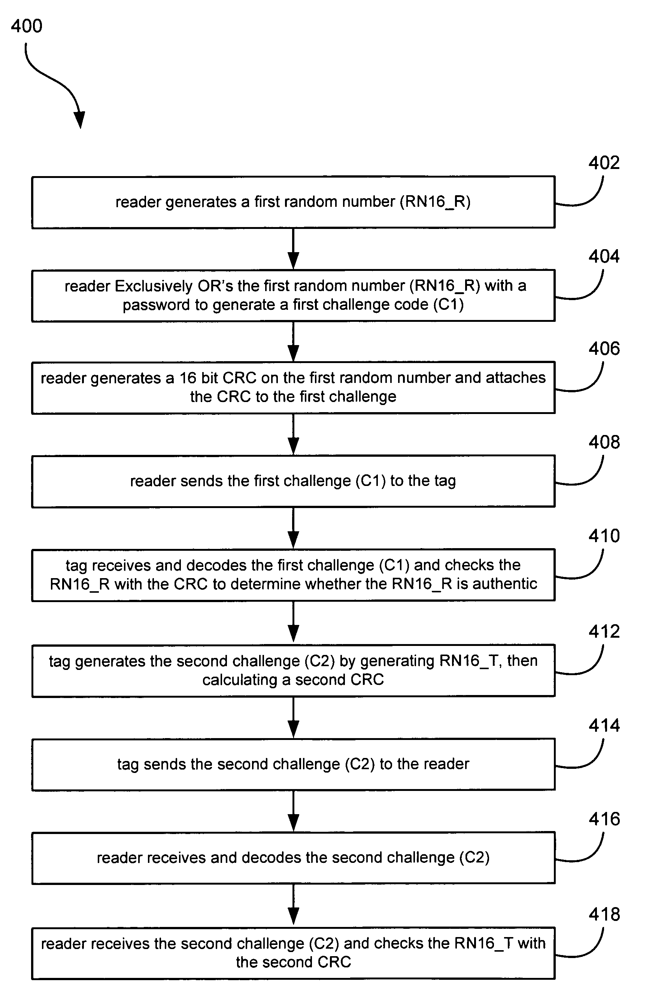 400
402
reader generates a first random number (RN16_R)
404
reader Exclusively OR's the first random number (RN16_R) with a
password to generate a first challenge code (C1)
406
reader generates a 16 bit CRC on the first random number and attaches
the CRC to the first challenge
408
reader sends the first challenge (C1) to the tag
410
tag receives and decodes the first challenge (C1) and checks the
RN16_R with the CRC to determine whether the RN16_R is authentic
412
tag generates the second challenge (C2) by generating RN16_T, then
calculating a second CRC
414
tag sends the second challenge (C2) to the reader
416
reader receives and decodes the second challenge (C2)
418
reader receives the second challenge (C2) and checks the RN16_T with
the second CRC